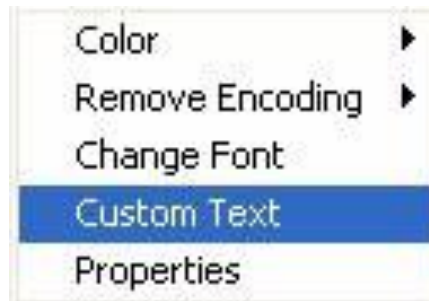 Color
Remove Encoding
Change Font
Custom Text
Properties